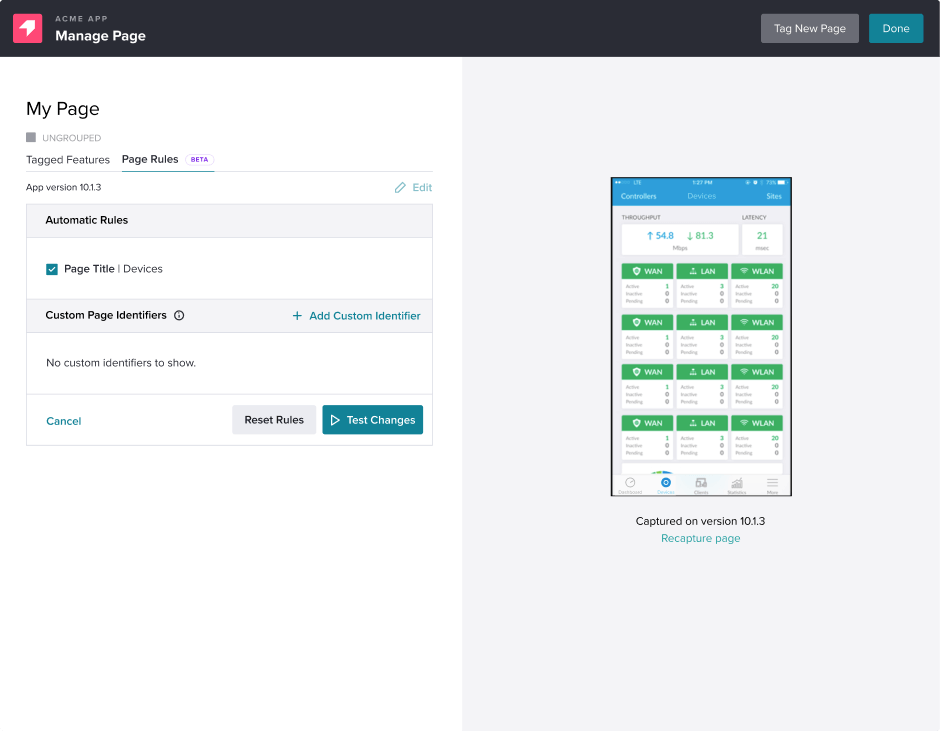 ACME APP
Manage Page
Tag New Page
Done
My Page
UNGROUPED
Tagged Features
Page Rules BETA
App version 10.1.3
Edit
Automatic Rules
Page Title | Devices
Custom Page Identifiers
+ Add Custom Identifier
No custom identifiers to show.
Cancel
Reset Rules
Test Changes
LTE 1:27 PM 73%
Controllers Devices Sites
THROUGHPUT LATENCY
↑ 54.8 ↓ 81.3 21
Mbps msec
WAN LAN WLAN
Active 1 Active 3 Active 20
Inactive 0 Inactive 0 Inactive 0
Pending 0 Pending 0 Pending 0
WAN LAN WLAN
Active 1 Active 3 Active 20
Inactive 0 Inactive 0 Inactive 0
Pending 0 Pending 0 Pending 0
WAN LAN WLAN
Active 1 Active 3 Active 20
Inactive 0 Inactive 0 Inactive 0
Pending 0 Pending 0 Pending 0
WAN LAN WLAN
Active 1 Active 3 Active 20
Inactive 0 Inactive 0 Inactive 0
Pending 0 Pending 0 Pending 0
Dashboard Devices Clients Statistics More
Captured on version 10.1.3
Recapture page